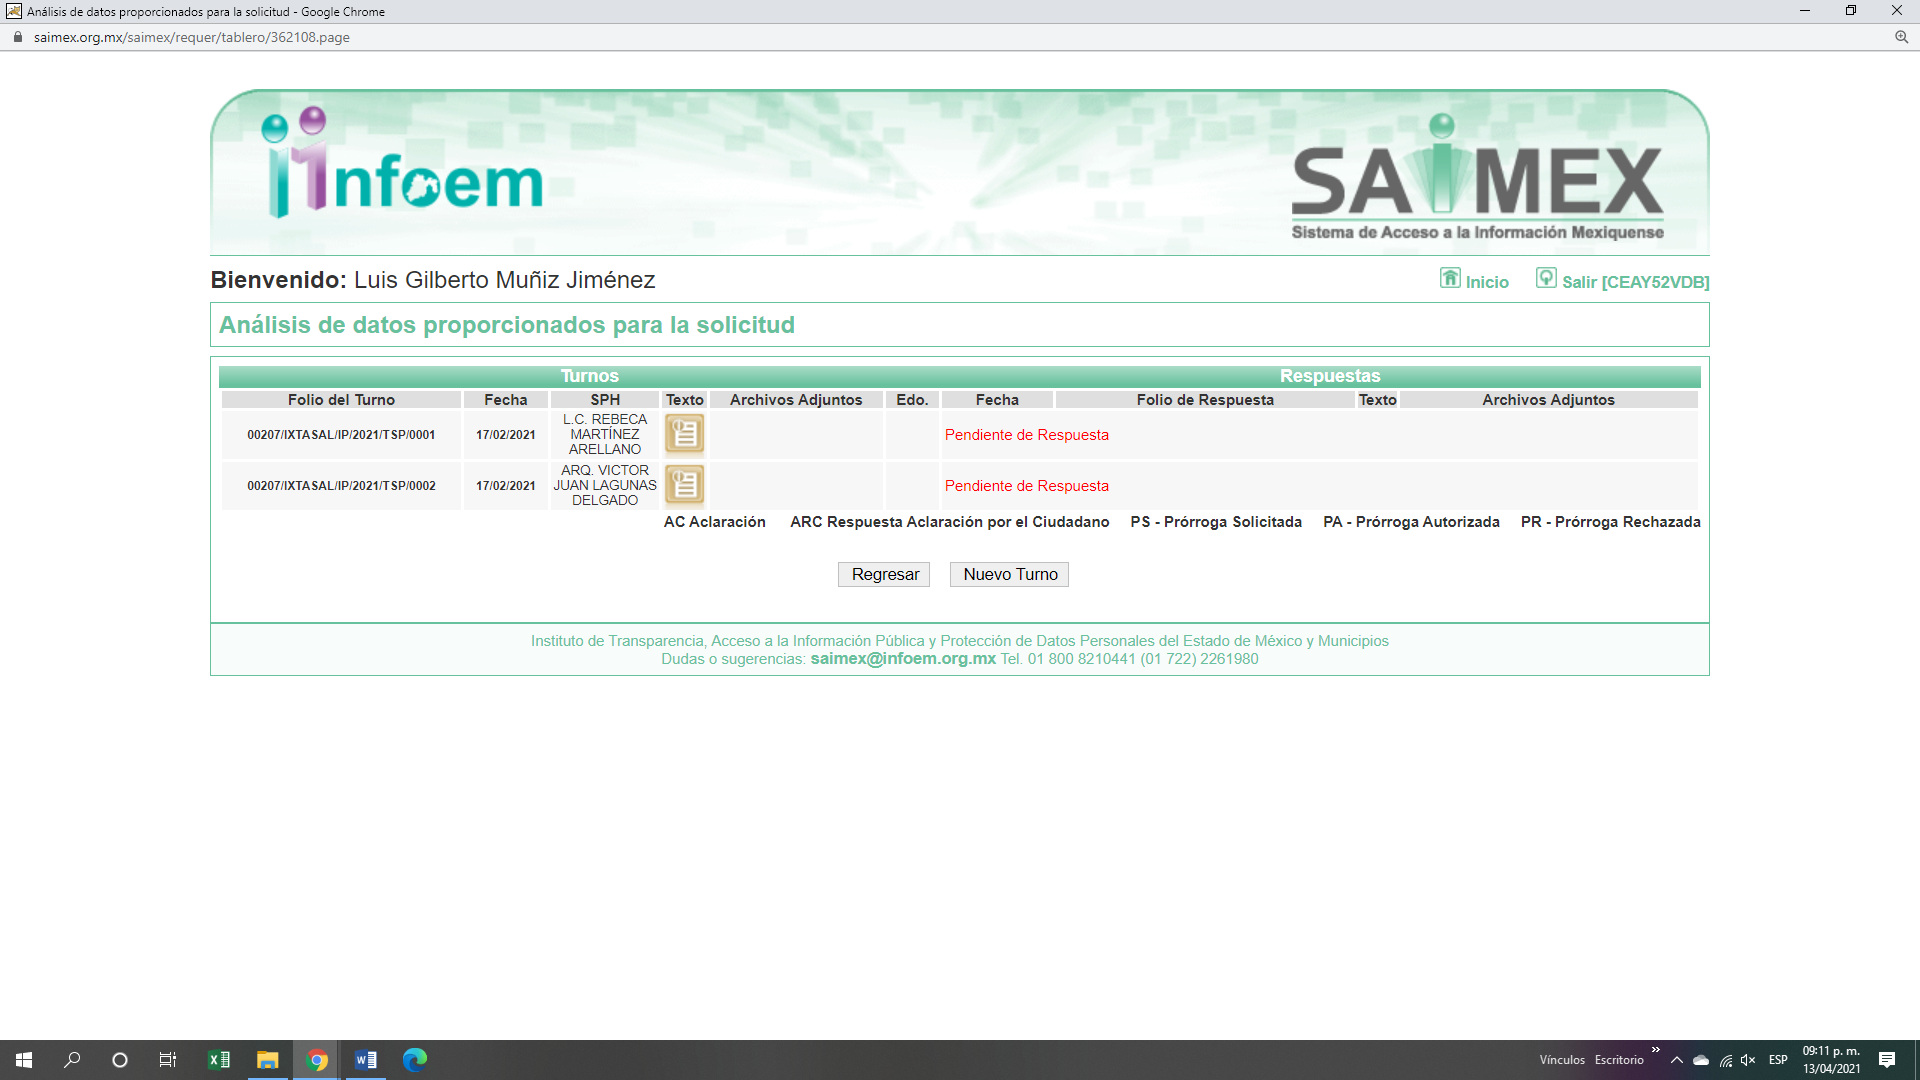 Análisis de datos proporcionados para la solicitud - Google Chrome
saimex.org.mx/saimex/requer/tablero/362108.page
infoem
SAIMEX
Sistema de Acceso a la Información Mexiquense
Bienvenido: Luis Gilberto Muñiz Jiménez
Inicio
Salir [CEAY52VDB]
Análisis de datos proporcionados para la solicitud
Turnos
Respuestas
Folio del Turno Fecha SPH Texto Archivos Adjuntos Edo. Fecha Folio de Respuesta Texto Archivos Adjuntos
00207/IXTASAL/IP/2021/TSP/0001 17/02/2021
L.C. REBECA
MARTÍNEZ
ARELLANO
Pendiente de Respuesta
00207/IXTASAL/IP/2021/TSP/0002 17/02/2021
ARQ. VICTOR
JUAN LAGUNAS
DELGADO
Pendiente de Respuesta
AC Aclaración ARC Respuesta Aclaración por el Ciudadano PS - Prórroga Solicitada PA - Prórroga Autorizada PR - Prórroga Rechazada
Regresar
Nuevo Turno
Instituto de Transparencia, Acceso a la Información Pública y Protección de Datos Personales del Estado de México y Municipios
Dudas o sugerencias: saimex@infoem.org.mx Tel. 01 800 8210441 (01 722) 2261980
Vínculos Escritorio
ESP
09:11 p. m.
13/04/2021